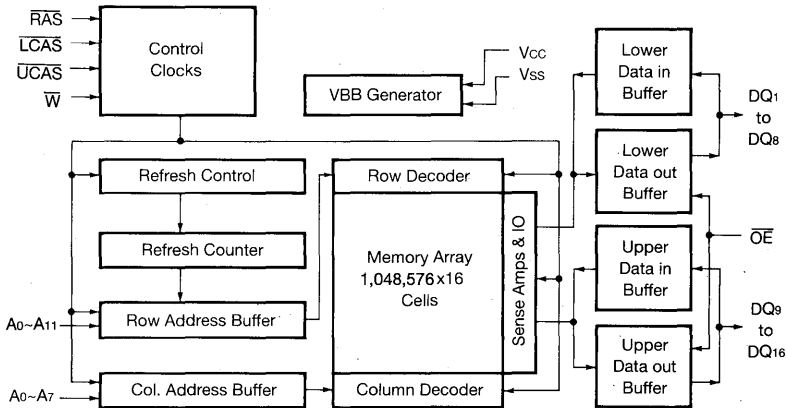 RAS
LCAS
UCAS
W
Control
Clocks
VBB Generator
VCC
VSS
Lower
Data in
Buffer
DQ1
to
DQ8
Lower
Data out
Buffer
Refresh Control
Row Decoder
Refresh Counter
Memory Array
1,048,576x16
Cells
Sense Amps & IO
OE
Upper
Data in
Buffer
A0~A11
Row Address Buffer
DQ9
to
DQ16
Upper
Data out
Buffer
A0~A7
Col. Address Buffer
Column Decoder